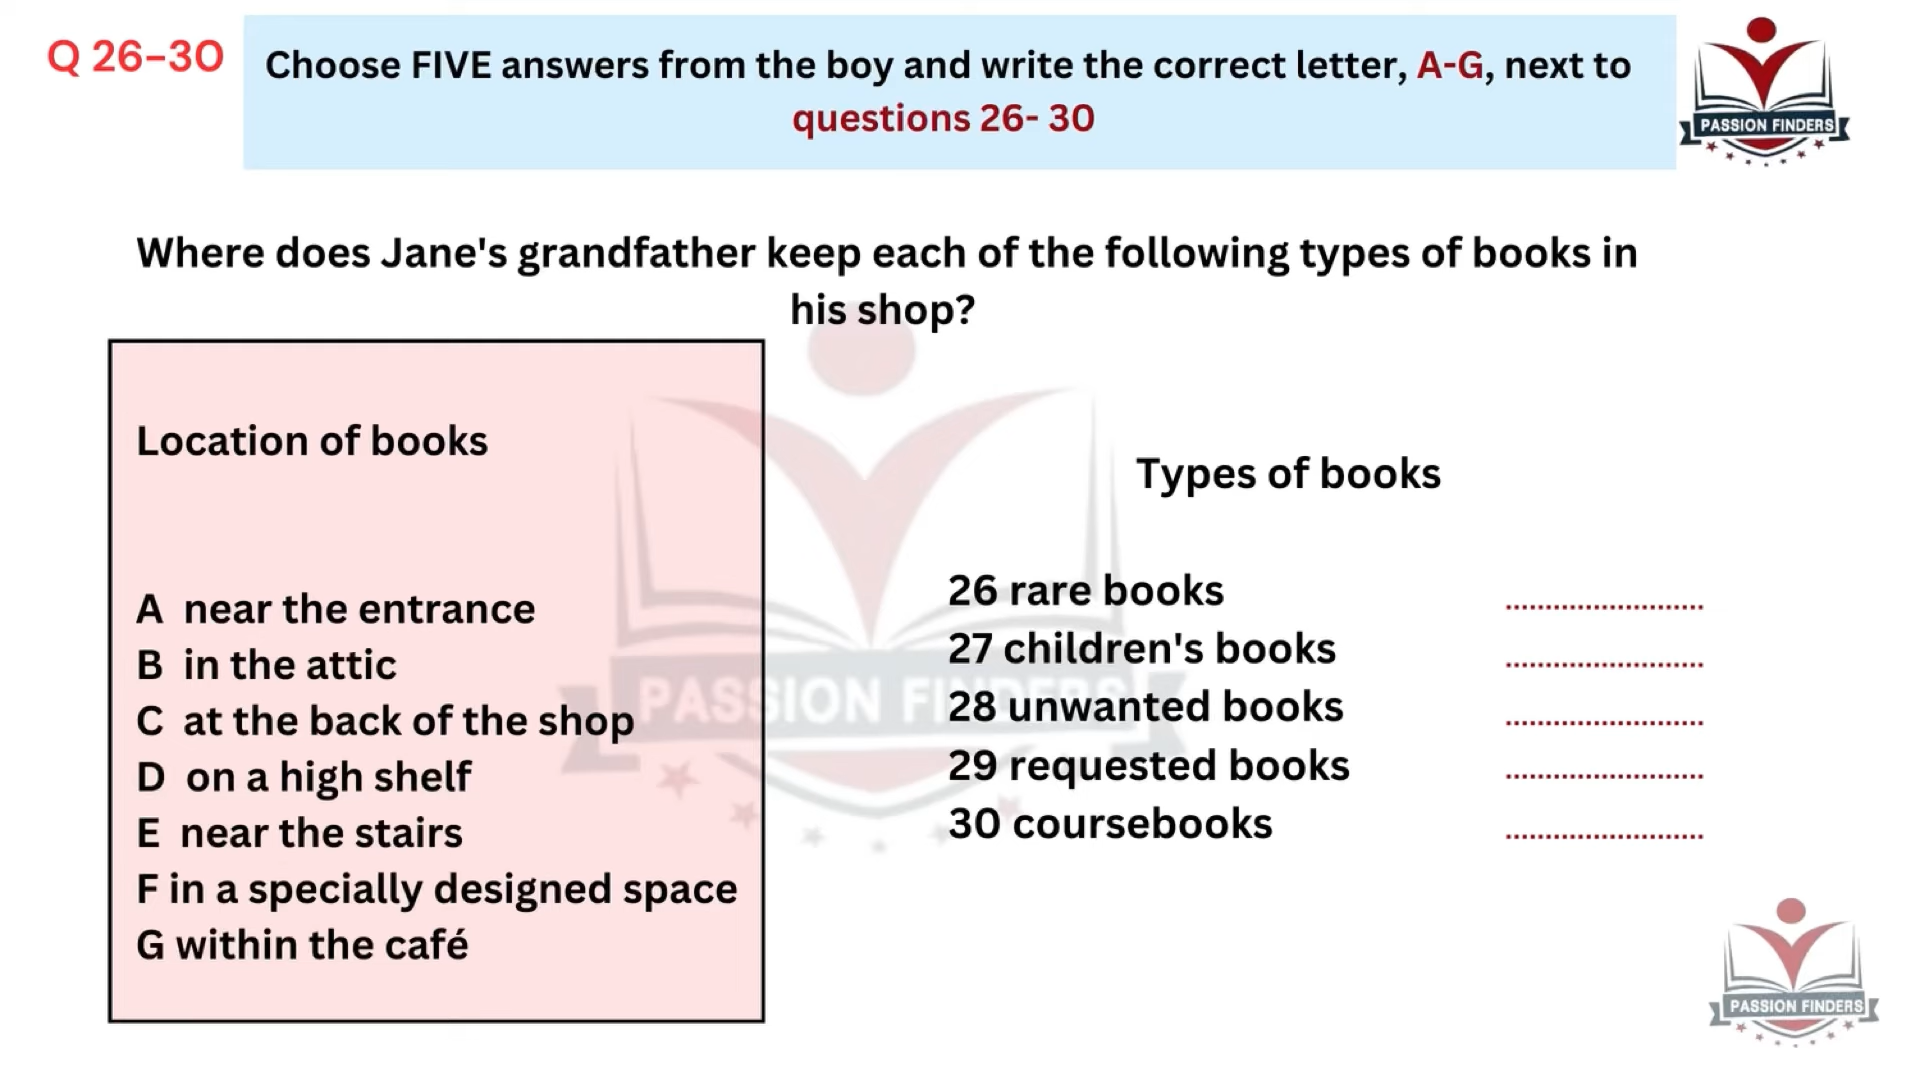 Q 26-30
Choose FIVE answers from the boy and write the correct letter, A-G, next to
questions 26- 30
PASSION FINDERS
Where does Jane's grandfather keep each of the following types of books in
his shop?
Location of books
A near the entrance
B in the attic
C at the back of the shop
D on a high shelf
E near the stairs
F in a specially designed space
G within the café
Types of books
26 rare books ........................
27 children's books ........................
28 unwanted books ........................
29 requested books ........................
30 coursebooks ........................
PASSION FINDERS
PASSION FINDERS